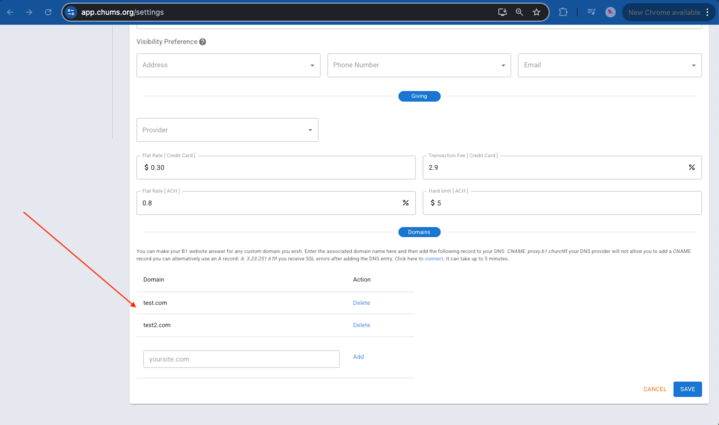 app.chums.org/settings
New Chrome available
Visibility Preference
Address
Phone Number
Email
Giving
Provider
Flat Rate [ Credit Card ]
$ 0.30
Transaction Fee [ Credit Card ]
2.9 %
Flat Rate [ ACH ]
0.8 %
Hard limit [ ACH ]
$ 5
Domains
You can make your B1 website answer for any custom domain you wish. Enter the associated domain name here and then add the following record to your DNS: CNAME: proxy.b1.church If your DNS provider will not allow you to add a CNAME
record you can alternatively use an A record: A: 3.23.251.61 If you receive SSL errors after adding the DNS entry. Click here to connect. It can take up to 5 minutes.
Domain Action
test.com Delete
test2.com Delete
yoursite.com Add
CANCEL SAVE